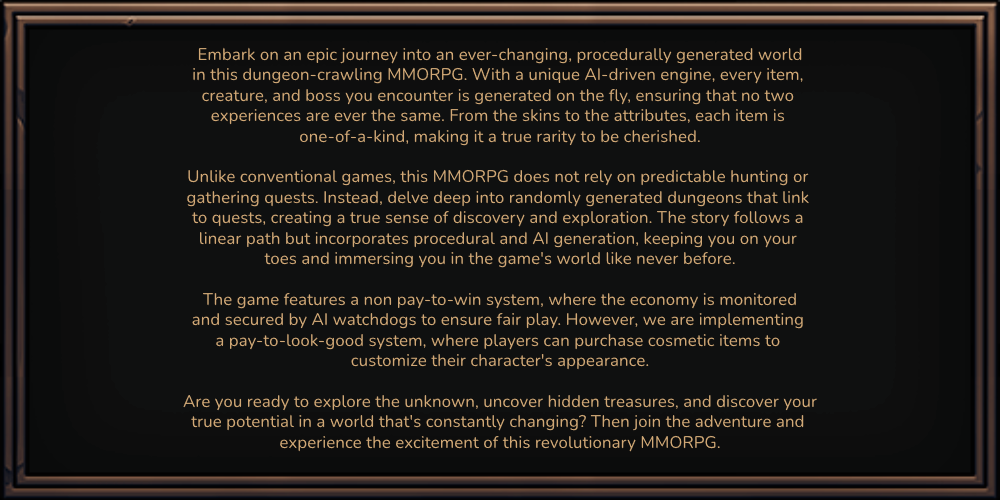 Embark on an epic journey into an ever-changing, procedurally generated world
in this dungeon-crawling MMORPG. With a unique AI-driven engine, every item,
creature, and boss you encounter is generated on the fly, ensuring that no two
experiences are ever the same. From the skins to the attributes, each item is
one-of-a-kind, making it a true rarity to be cherished.
Unlike conventional games, this MMORPG does not rely on predictable hunting or
gathering quests. Instead, delve deep into randomly generated dungeons that link
to quests, creating a true sense of discovery and exploration. The story follows a
linear path but incorporates procedural and AI generation, keeping you on your
toes and immersing you in the game's world like never before.
The game features a non pay-to-win system, where the economy is monitored
and secured by AI watchdogs to ensure fair play. However, we are implementing
a pay-to-look-good system, where players can purchase cosmetic items to
customize their character's appearance.
Are you ready to explore the unknown, uncover hidden treasures, and discover your
true potential in a world that's constantly changing? Then join the adventure and
experience the excitement of this revolutionary MMORPG.